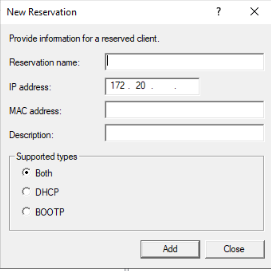 New Reservation ? ×
Provide information for a reserved client.
Reservation name:
IP address: 172 . 20 . .
MAC address:
Description:
Supported types
Both
DHCP
BOOTP
Add Close